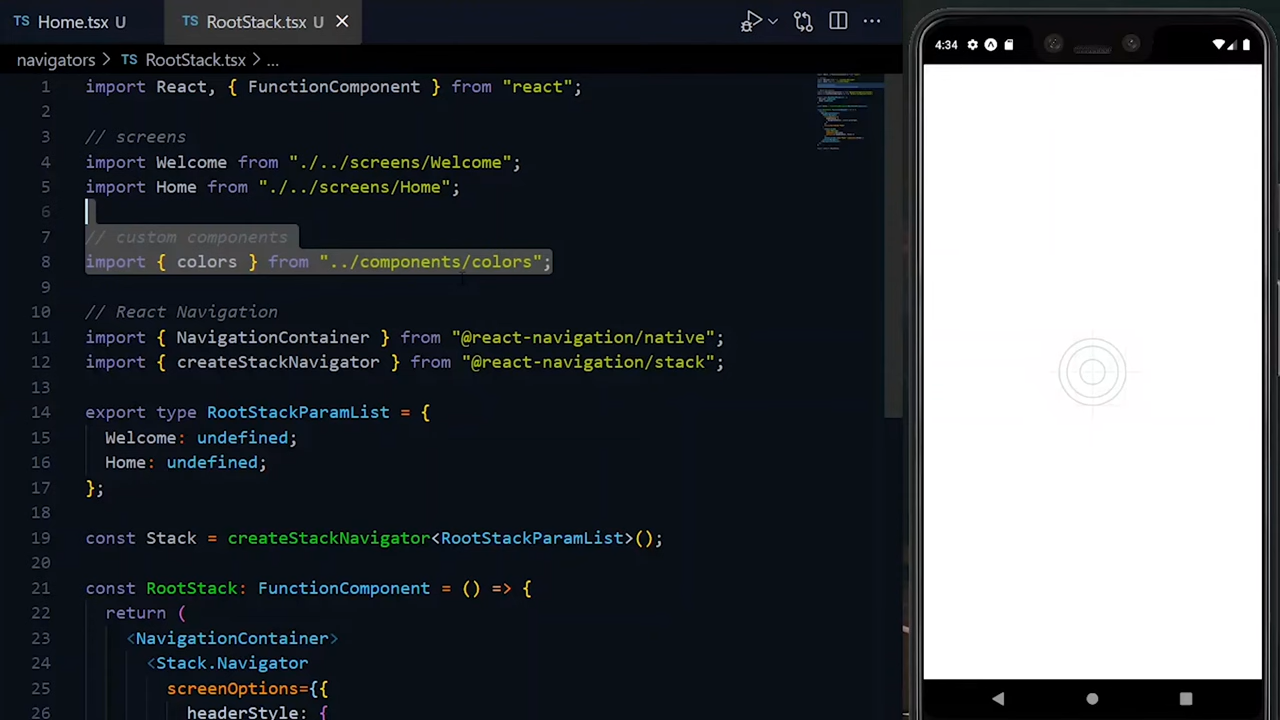 TS Home.tsx U TS RootStack.tsx U
navigators > TS RootStack.tsx > ...
1 import React, { FunctionComponent } from "react";
2
3 // screens
4 import Welcome from "./../screens/Welcome";
5 import Home from "./../screens/Home";
6
7 // custom components
8 import { colors } from "../components/colors";
9
10 // React Navigation
11 import { NavigationContainer } from "@react-navigation/native";
12 import { createStackNavigator } from "@react-navigation/stack";
13
14 export type RootStackParamList = {
15 Welcome: undefined;
16 Home: undefined;
17 };
18
19 const Stack = createStackNavigator<RootStackParamList>();
20
21 const RootStack: FunctionComponent = () => {
22 return (
23 <NavigationContainer>
24 <Stack.Navigator
25 screenOptions={{
26 headerStyle: {
4:34